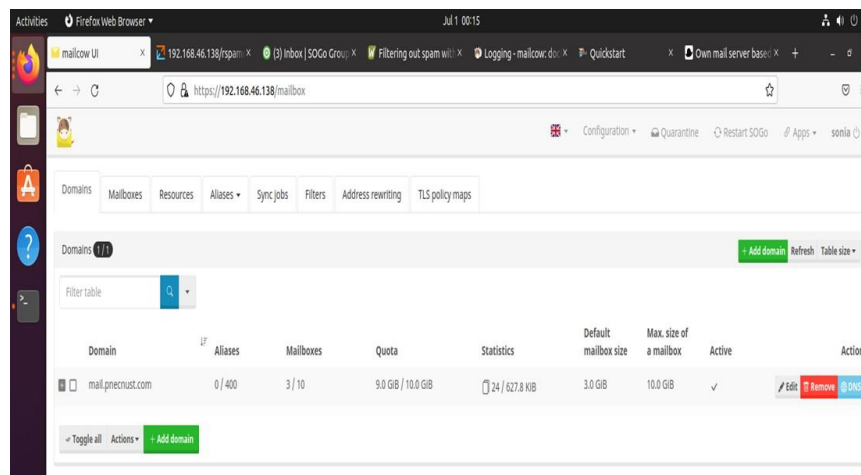 Activities Firefox Web Browser Jul 1 00:15
mailcow UI × 192.168.46.138/rspam × (3) Inbox | SOGo Group × Filtering out spam with × Logging - mailcow: doc × Quickstart × Own mail server based × +
https://192.168.46.138/mailbox
Configuration Quarantine Restart SOGo Apps sonia
Domains Mailboxes Resources Aliases Sync jobs Filters Address rewriting TLS policy maps
Domains 1/1 + Add domain Refresh Table size
Filter table
Domain Aliases Mailboxes Quota Statistics Default mailbox size Max. size of a mailbox Active Action
mail.pnecnust.com 0 / 400 3 / 10 9.0 GiB / 10.0 GiB 24 / 627.8 KiB 3.0 GiB 10.0 GiB ✓ Edit Remove DNS
Toggle all Actions + Add domain